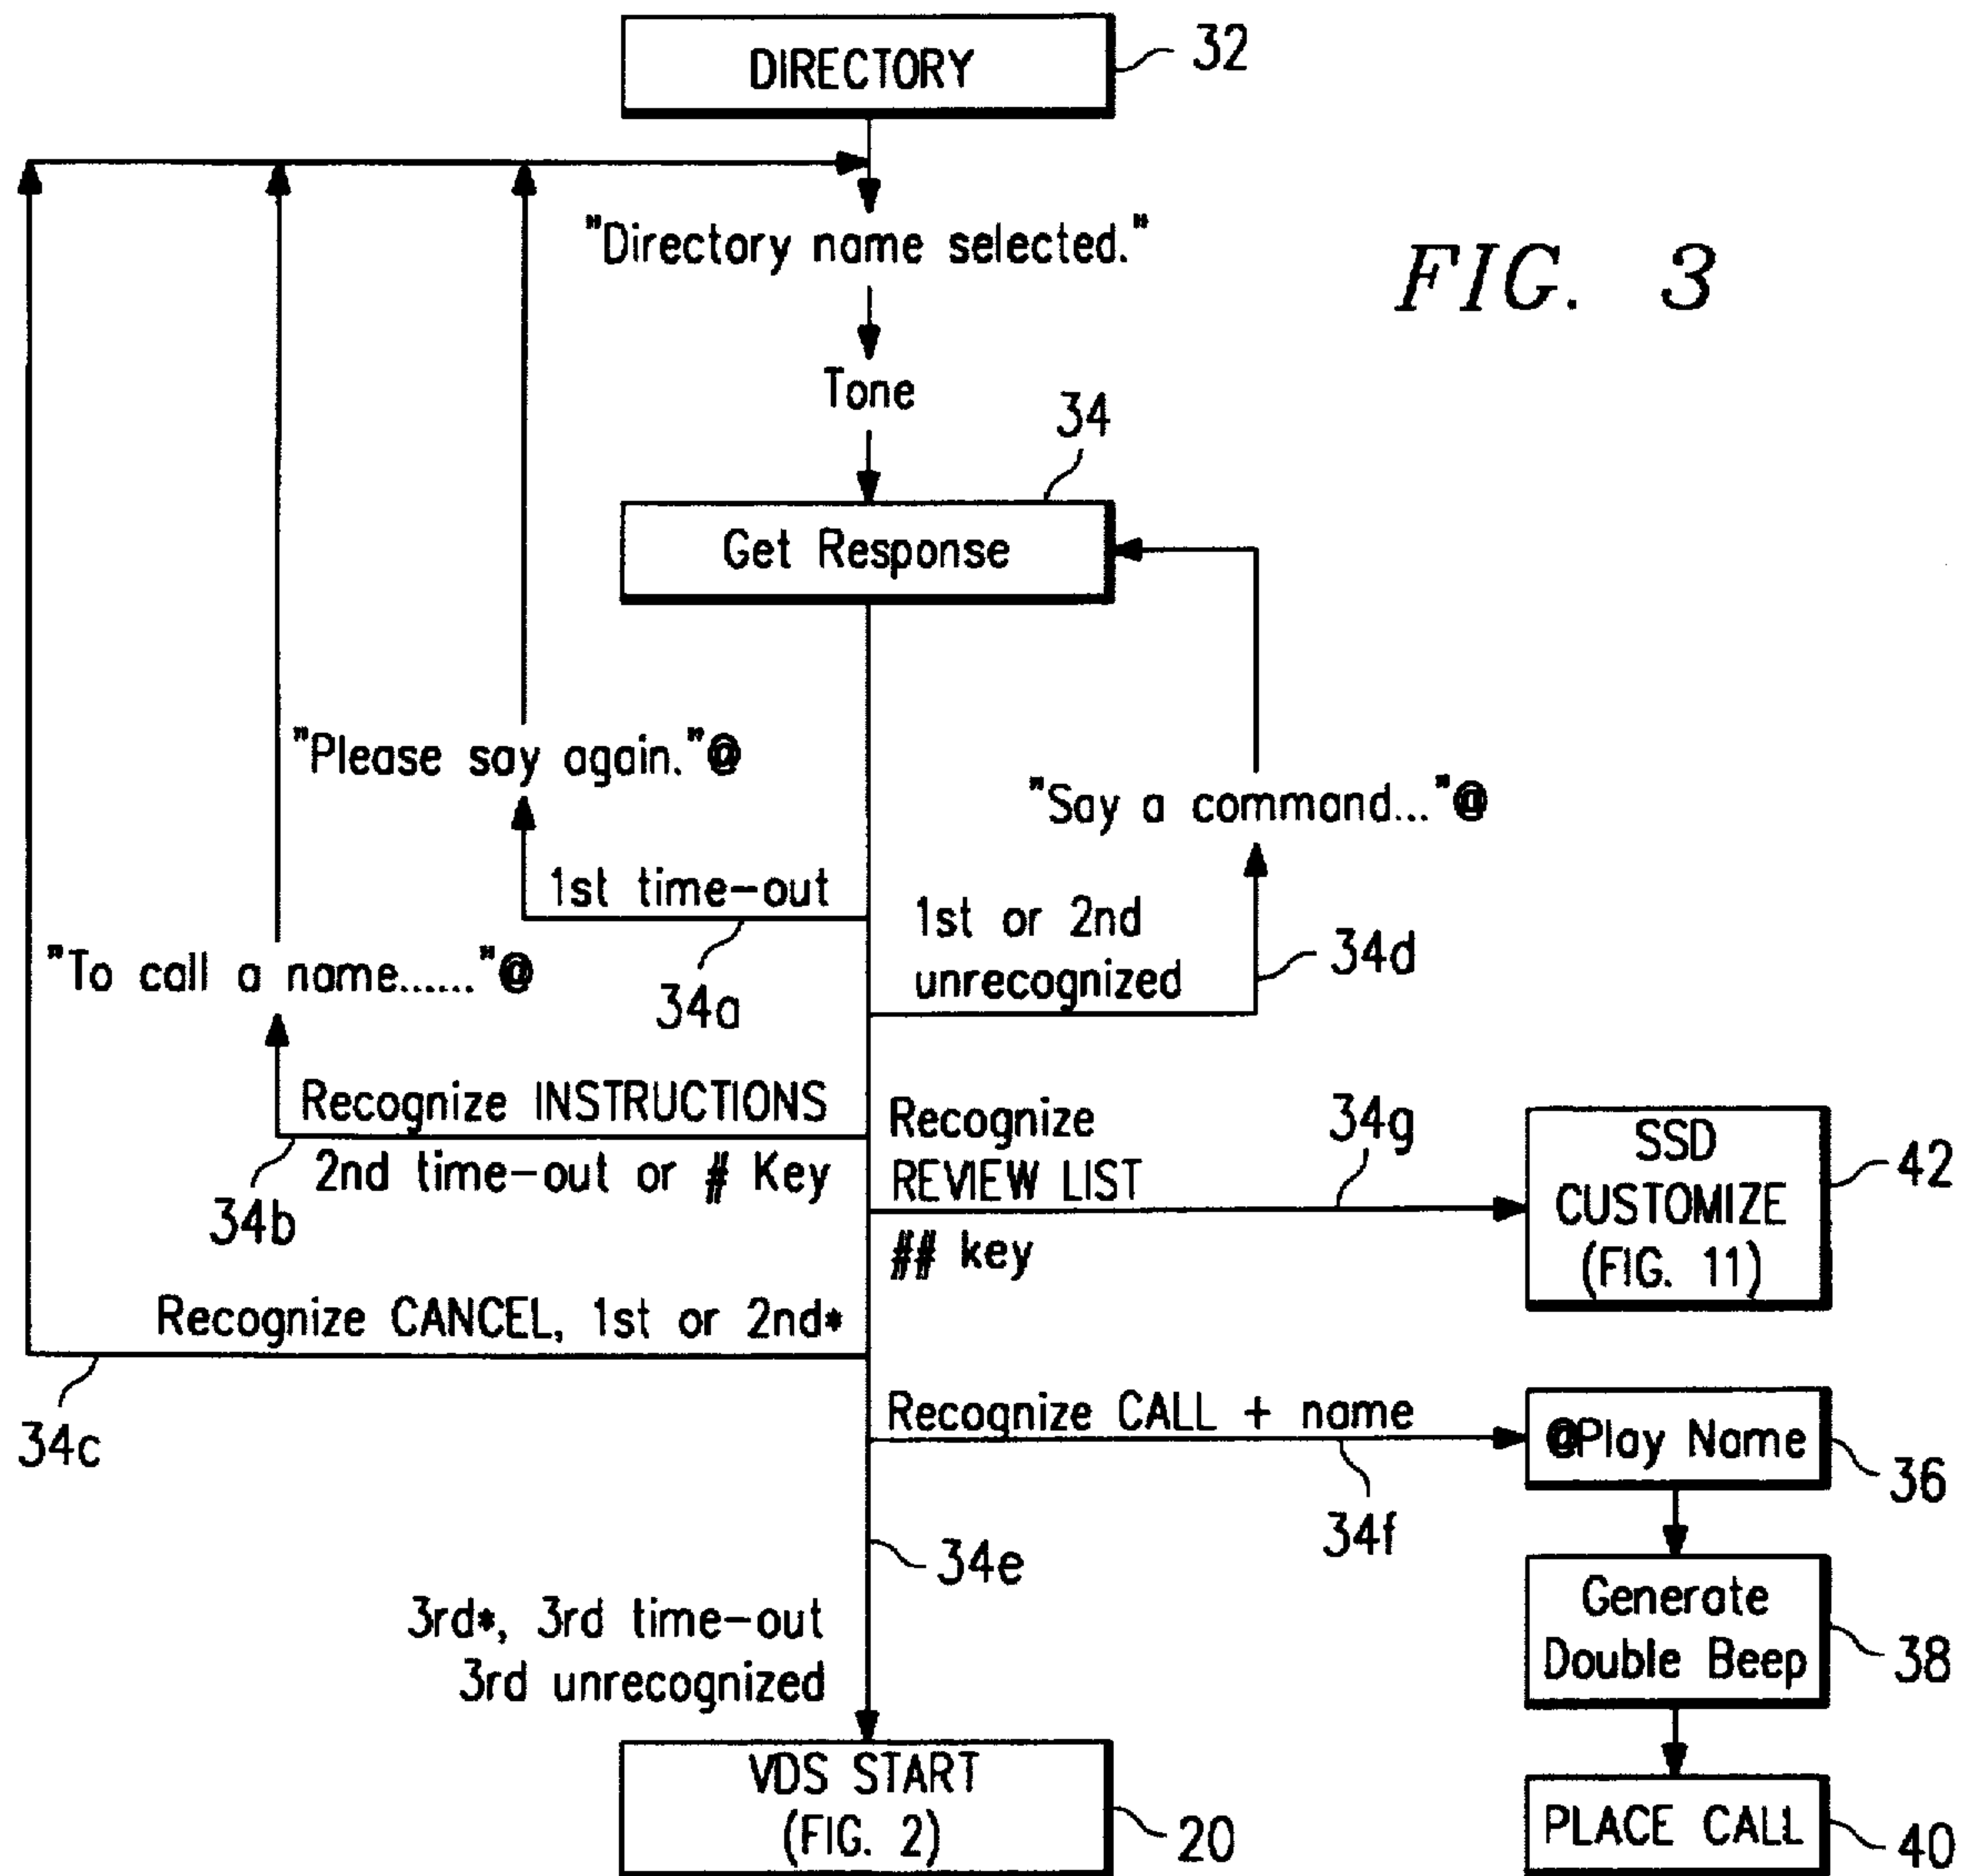 DIRECTORY
32
"Directory name selected."
FIG. 3
Tone
34
Get Response
"Please say again."@
"Say a command..."@
1st time-out
1st or 2nd
unrecognized
34d
"To call a name......"@
34a
Recognize INSTRUCTIONS
2nd time-out or # Key
34b
Recognize
REVIEW LIST
## key
34g
SSD
CUSTOMIZE
(FIG. 11)
42
Recognize CANCEL, 1st or 2nd*
34c
Recognize CALL + name
34f
@Play Name
36
34e
Generate
Double Beep
38
3rd*, 3rd time-out
3rd unrecognized
VDS START
(FIG. 2)
20
PLACE CALL
40